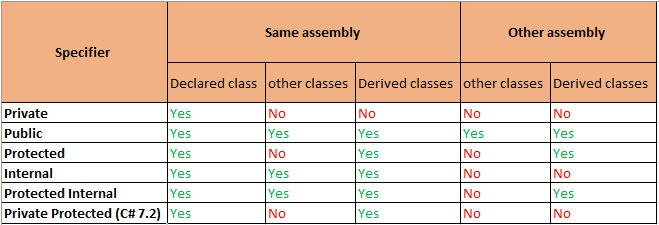 Specifier Same assembly Other assembly
Declared class other classes Derived classes other classes Derived classes
Private Yes No No No No
Public Yes Yes Yes Yes Yes
Protected Yes No Yes No Yes
Internal Yes Yes Yes No No
Protected Internal Yes Yes Yes No Yes
Private Protected (C# 7.2) Yes No Yes No No